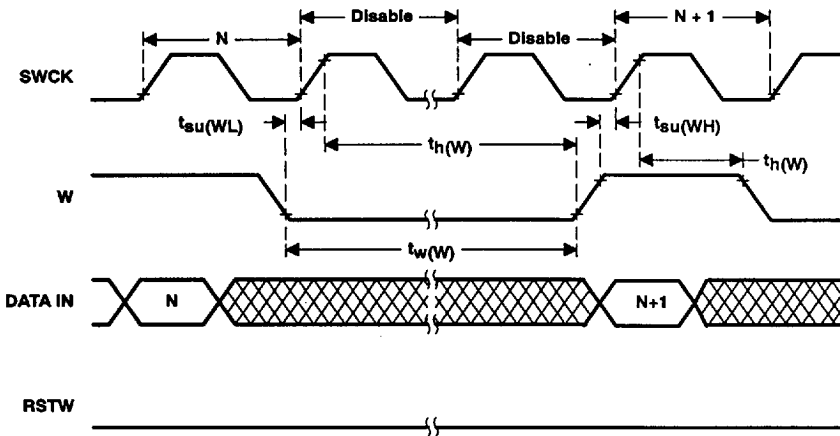 N
Disable
Disable
N + 1
SWCK
tsu(WL)
th(W)
tsu(WH)
th(W)
W
tw(W)
DATA IN
N
N+1
RSTW